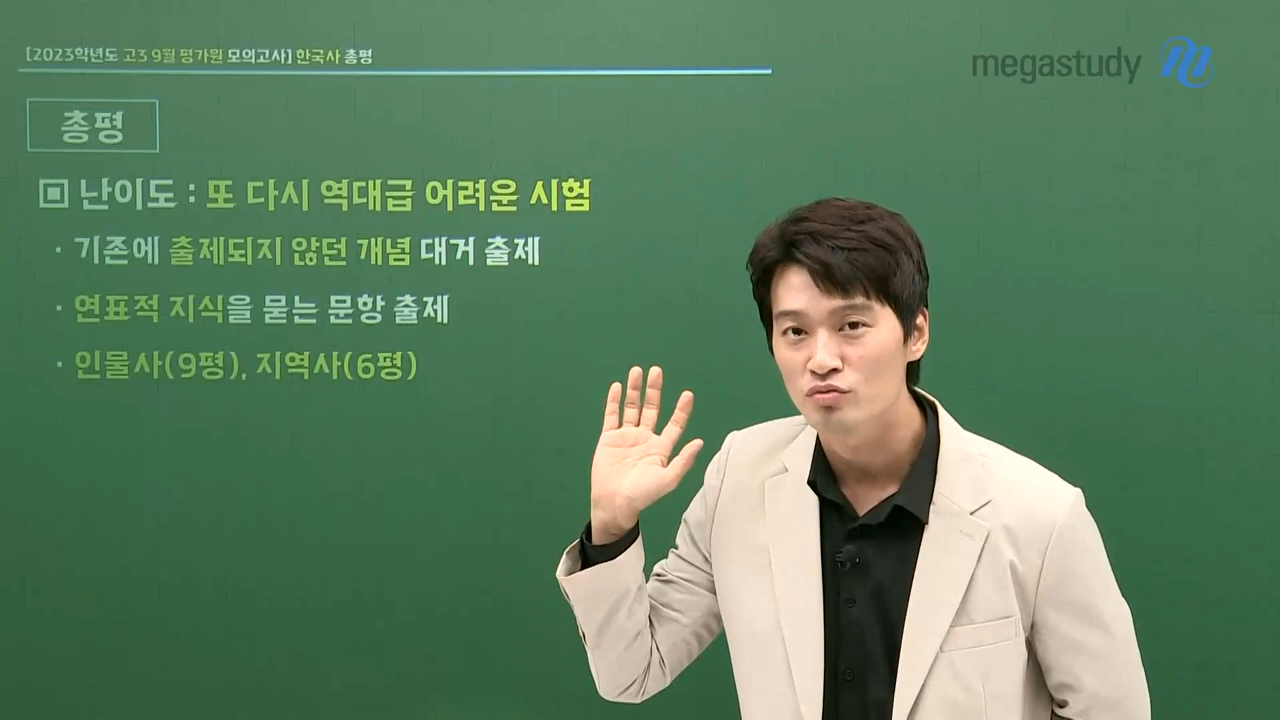 [2023학년도 고3 9월 평가원 모의고사] 한국사 총평
megastudy
총평
▣ 난이도 : 또 다시 역대급 어려운 시험
· 기존에 출제되지 않던 개념 대거 출제
· 연표적 지식을 묻는 문항 출제
· 인물사(9평), 지역사(6평)